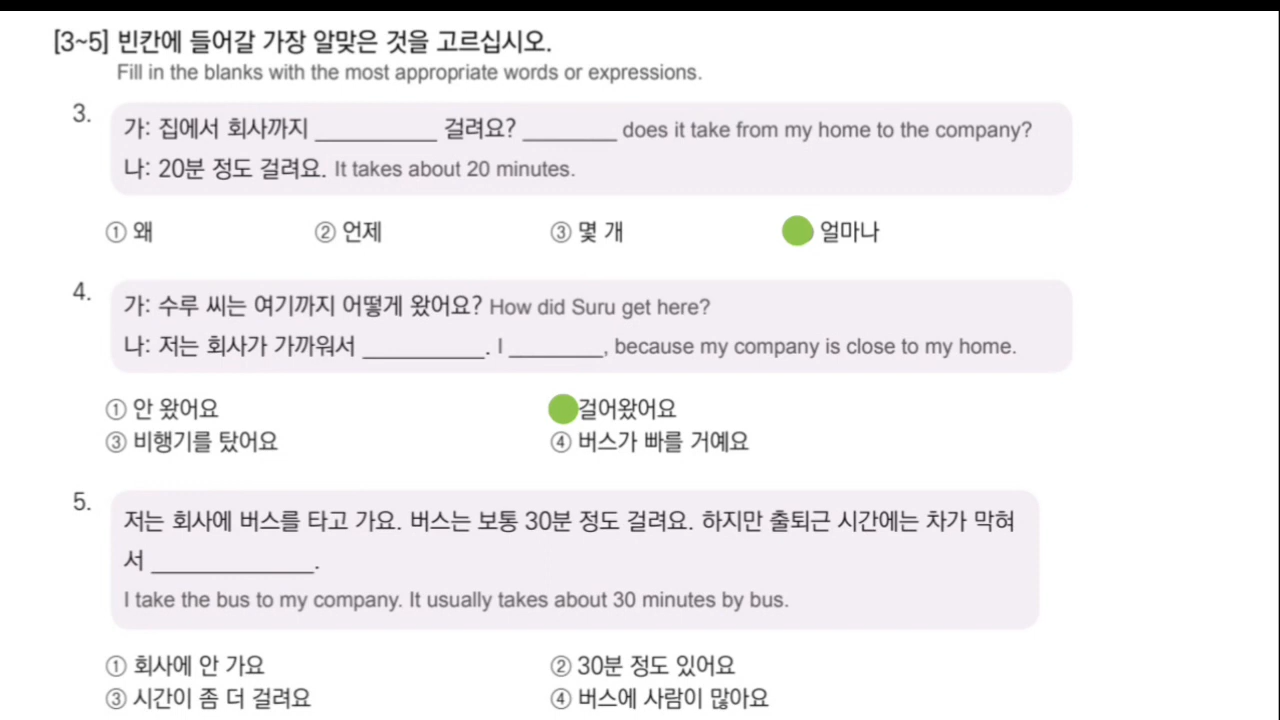 [3~5] 빈칸에 들어갈 가장 알맞은 것을 고르십시오.
Fill in the blanks with the most appropriate words or expressions.
3.
가: 집에서 회사까지 __________ 걸려요? ________ does it take from my home to the company?
나: 20분 정도 걸려요. It takes about 20 minutes.
① 왜 ② 언제 ③ 몇 개 얼마나
4.
가: 수루 씨는 여기까지 어떻게 왔어요? How did Suru get here?
나: 저는 회사가 가까워서 __________. I ________, because my company is close to my home.
① 안 왔어요 걸어왔어요
③ 비행기를 탔어요 ④ 버스가 빠를 거예요
5.
저는 회사에 버스를 타고 가요. 버스는 보통 30분 정도 걸려요. 하지만 출퇴근 시간에는 차가 막혀
서 ______________.
I take the bus to my company. It usually takes about 30 minutes by bus.
① 회사에 안 가요 ② 30분 정도 있어요
③ 시간이 좀 더 걸려요 ④ 버스에 사람이 많아요